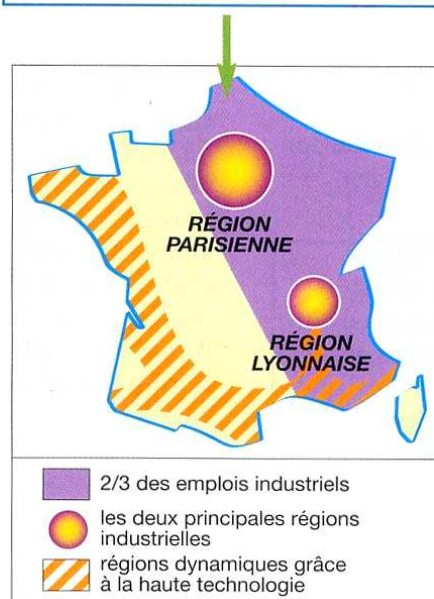 RÉGION
PARISIENNE
RÉGION
LYONNAISE
2/3 des emplois industriels
les deux principales régions
industrielles
régions dynamiques grâce
à la haute technologie